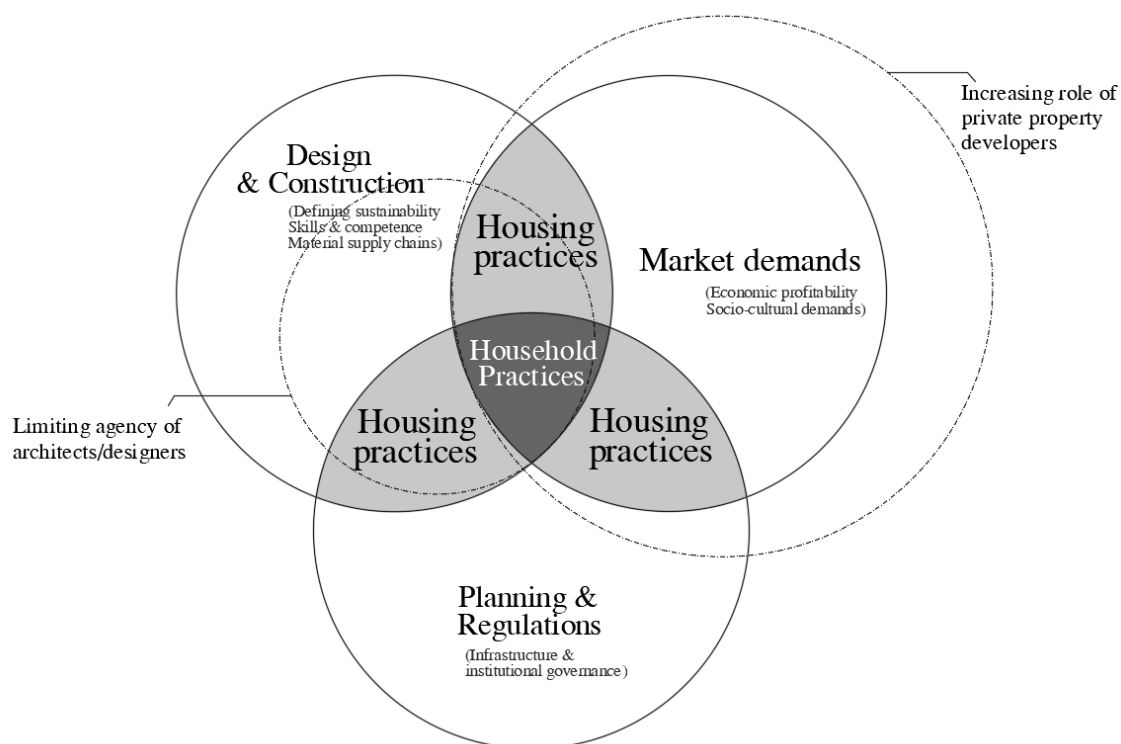 Increasing role of
private property
developers
Design
& Construction
(Defining sustainability
Skills & competence
Material supply chains)
Housing
practices
Market demands
(Economic profitability
Socio-cultural demands)
Household
Practices
Limiting agency of
architects/designers
Housing
practices
Housing
practices
Planning &
Regulations
(Infrastructure &
institutional governance)